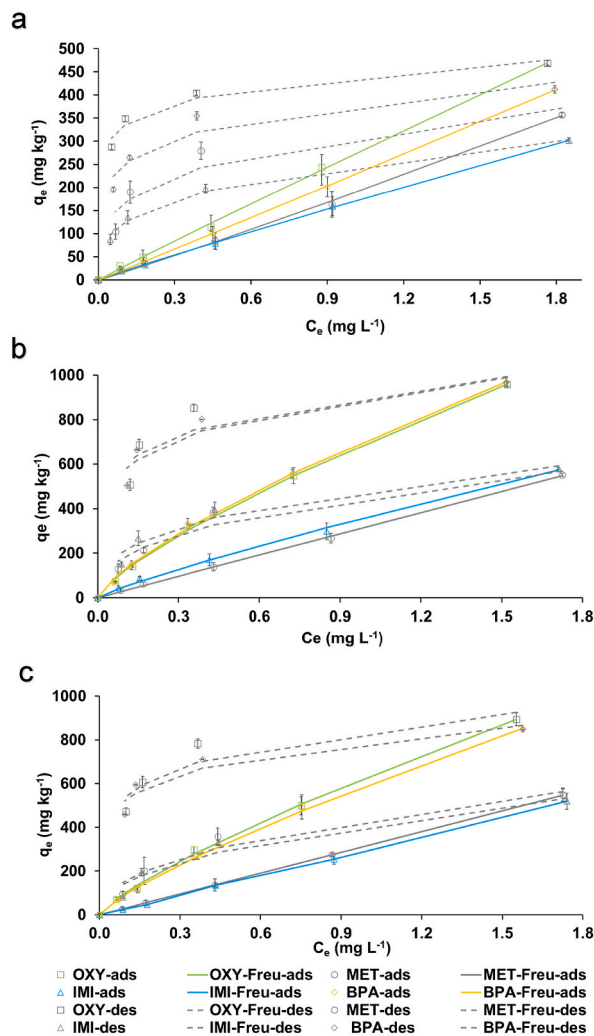 a
500
450
400
350
300
250
200
150
100
50
0
qe (mg kg-1)
0.0 0.3 0.6 0.9 1.2 1.5 1.8
Ce (mg L-1)
b
1000
800
600
400
200
0
qe (mg kg-1)
0.0 0.3 0.6 0.9 1.2 1.5 1.8
Ce (mg L-1)
c
1000
800
600
400
200
0
qe (mg kg-1)
0.0 0.3 0.6 0.9 1.2 1.5 1.8
Ce (mg L-1)
OXY-ads OXY-Freu-ads MET-ads MET-Freu-ads
IMI-ads IMI-Freu-ads BPA-ads BPA-Freu-ads
OXY-des OXY-Freu-des MET-des MET-Freu-des
IMI-des IMI-Freu-des BPA-des BPA-Freu-des